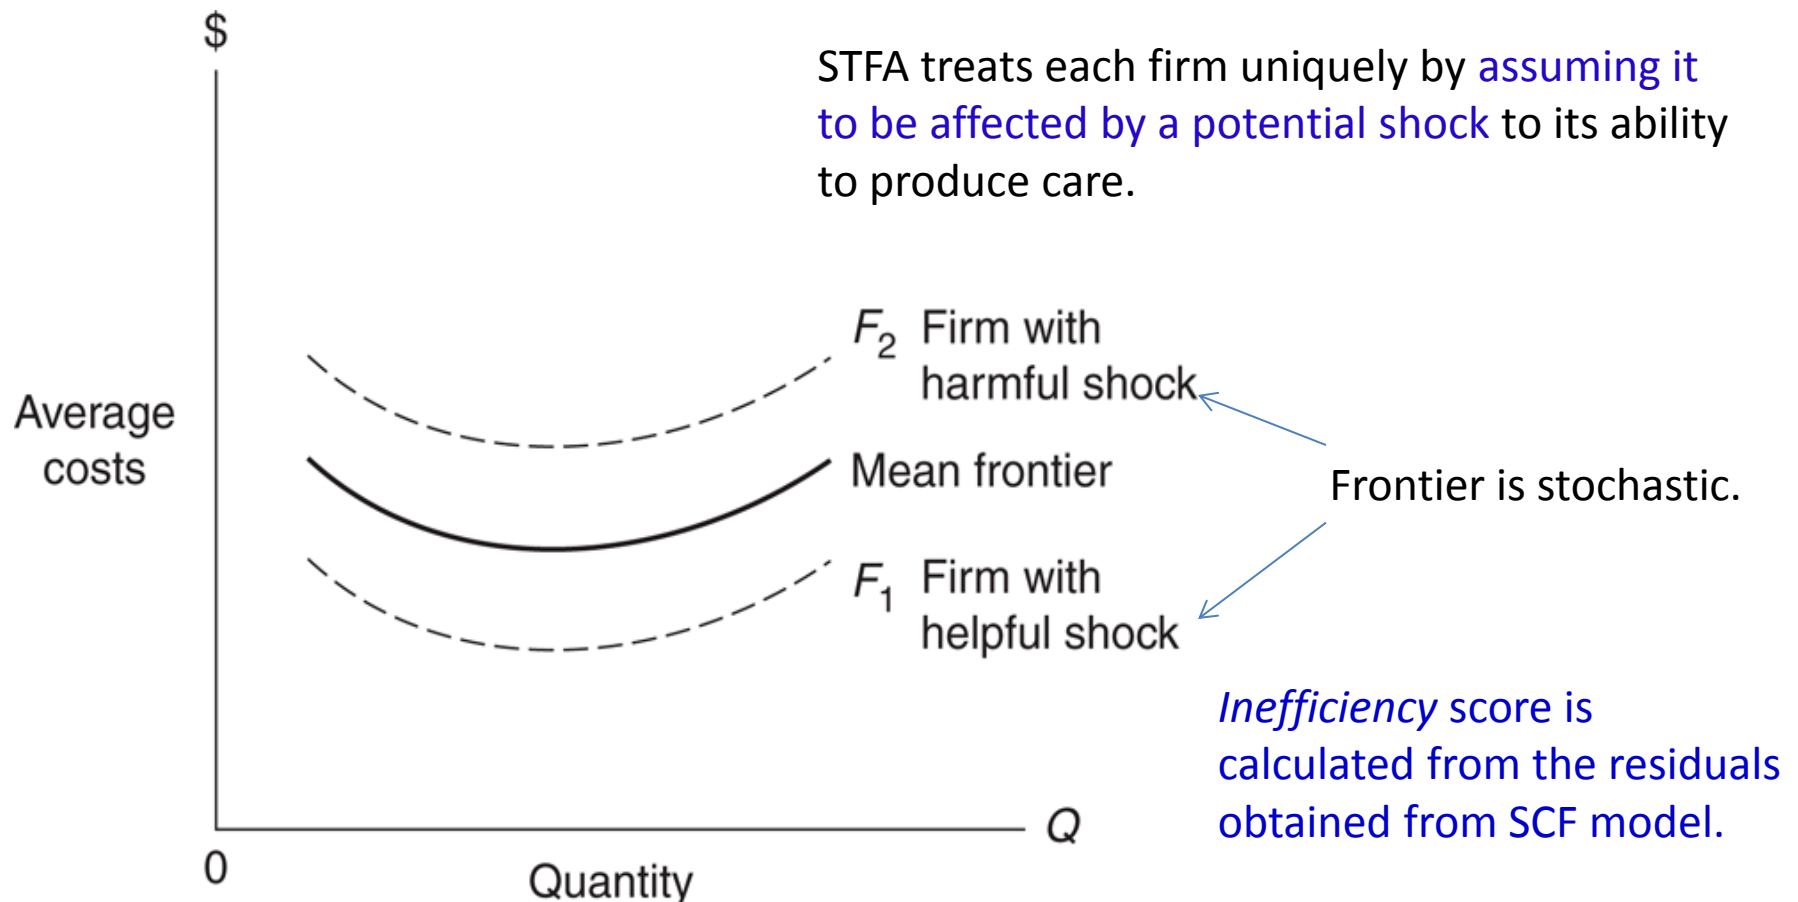 $
STFA treats each firm uniquely by assuming it
to be affected by a potential shock to its ability
to produce care.
F2 Firm with
harmful shock
Average
costs
Mean frontier
Frontier is stochastic.
F1 Firm with
helpful shock
Inefficiency score is
calculated from the residuals
obtained from SCF model.
Q
0
Quantity